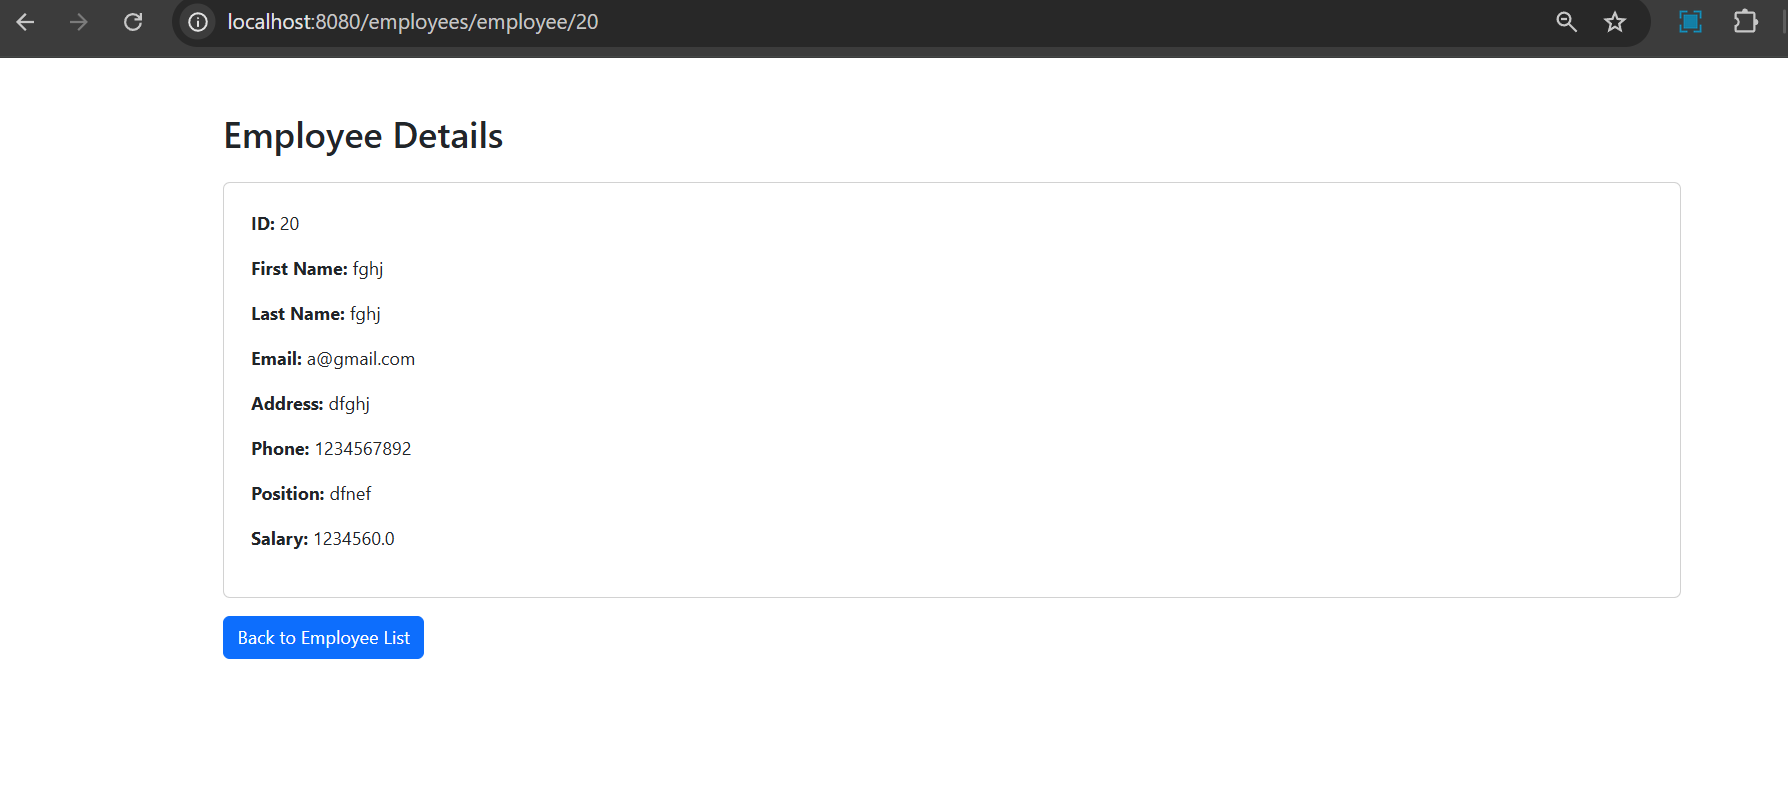 localhost:8080/employees/employee/20
Employee Details
ID: 20
First Name: fghj
Last Name: fghj
Email: a@gmail.com
Address: dfghj
Phone: 1234567892
Position: dfnef
Salary: 1234560.0
Back to Employee List